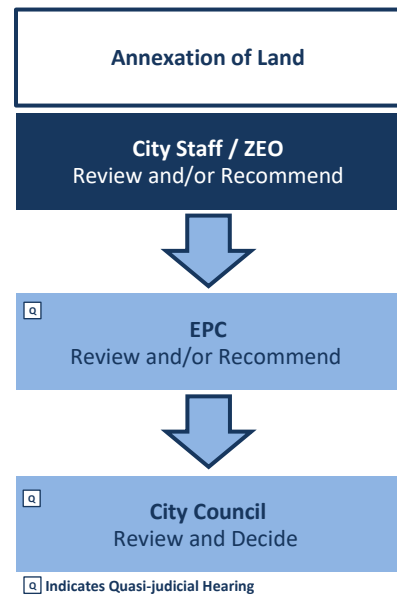 Annexation of Land
City Staff / ZEO
Review and/or Recommend
Q
EPC
Review and/or Recommend
Q
City Council
Review and Decide
Q Indicates Quasi-judicial Hearing